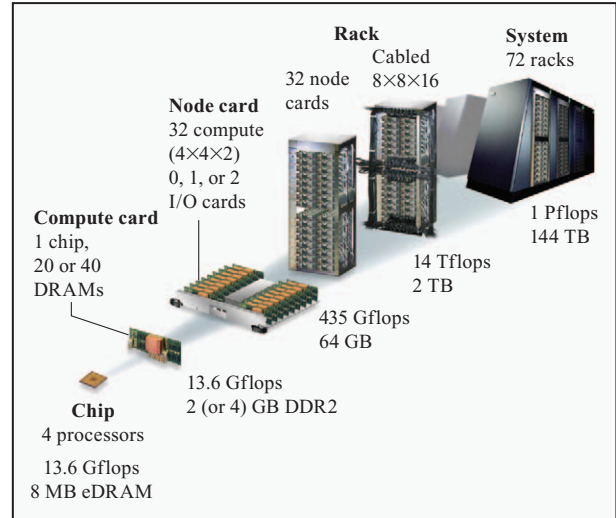 Chip
4 processors
13.6 Gflops
8 MB eDRAM
Compute card
1 chip,
20 or 40
DRAMs
13.6 Gflops
2 (or 4) GB DDR2
Node card
32 compute
(4×4×2)
0, 1, or 2
I/O cards
435 Gflops
64 GB
Rack
32 node
cards
Cabled
8×8×16
14 Tflops
2 TB
System
72 racks
1 Pflops
144 TB